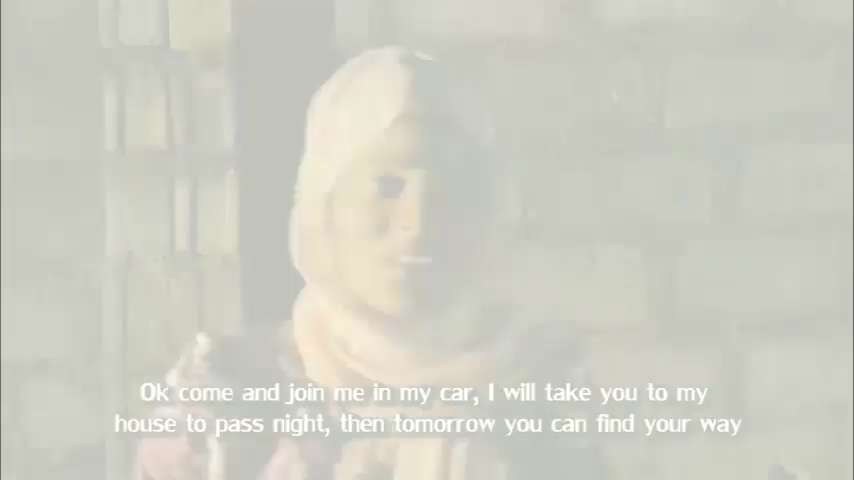 Ok come and join me in my car, I will take you to my
house to pass night, then tomorrow you can find your way